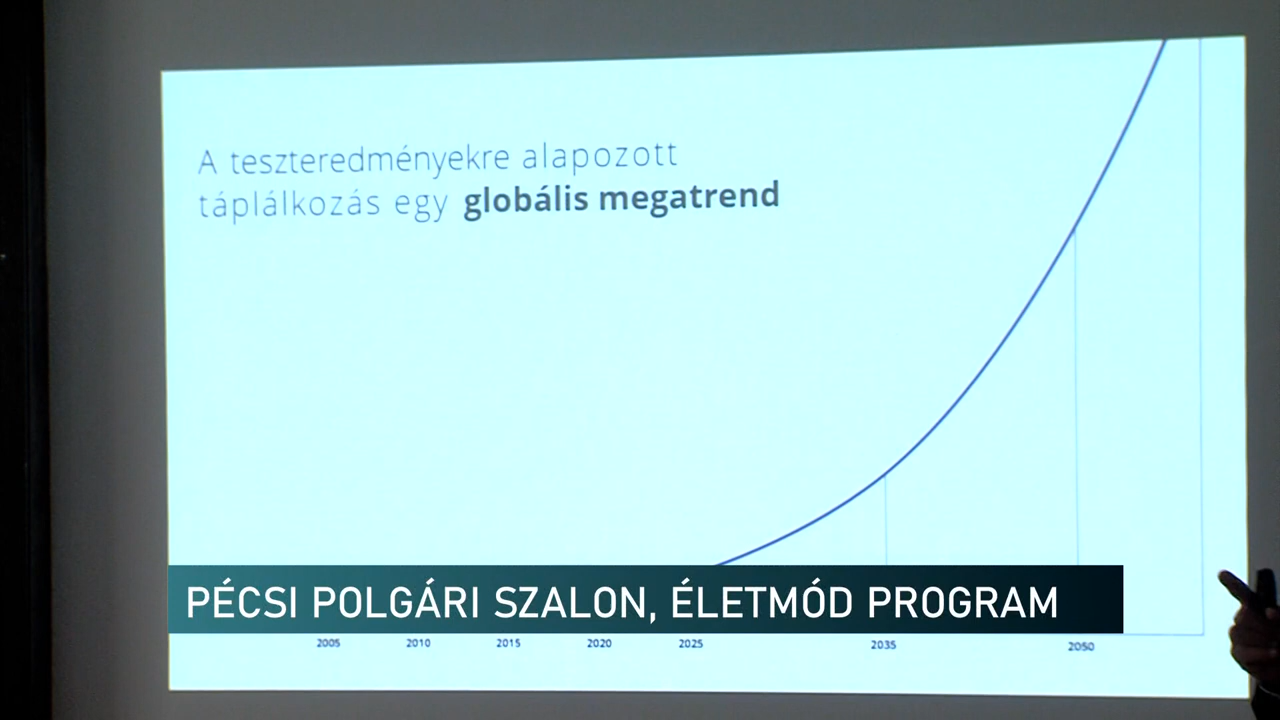 A teszteredményekre alapozott
táplálkozás egy globális megatrend
PÉCSI POLGÁRI SZALON, ÉLETMÓD PROGRAM
2005 2010 2015 2020 2025 2035 2050